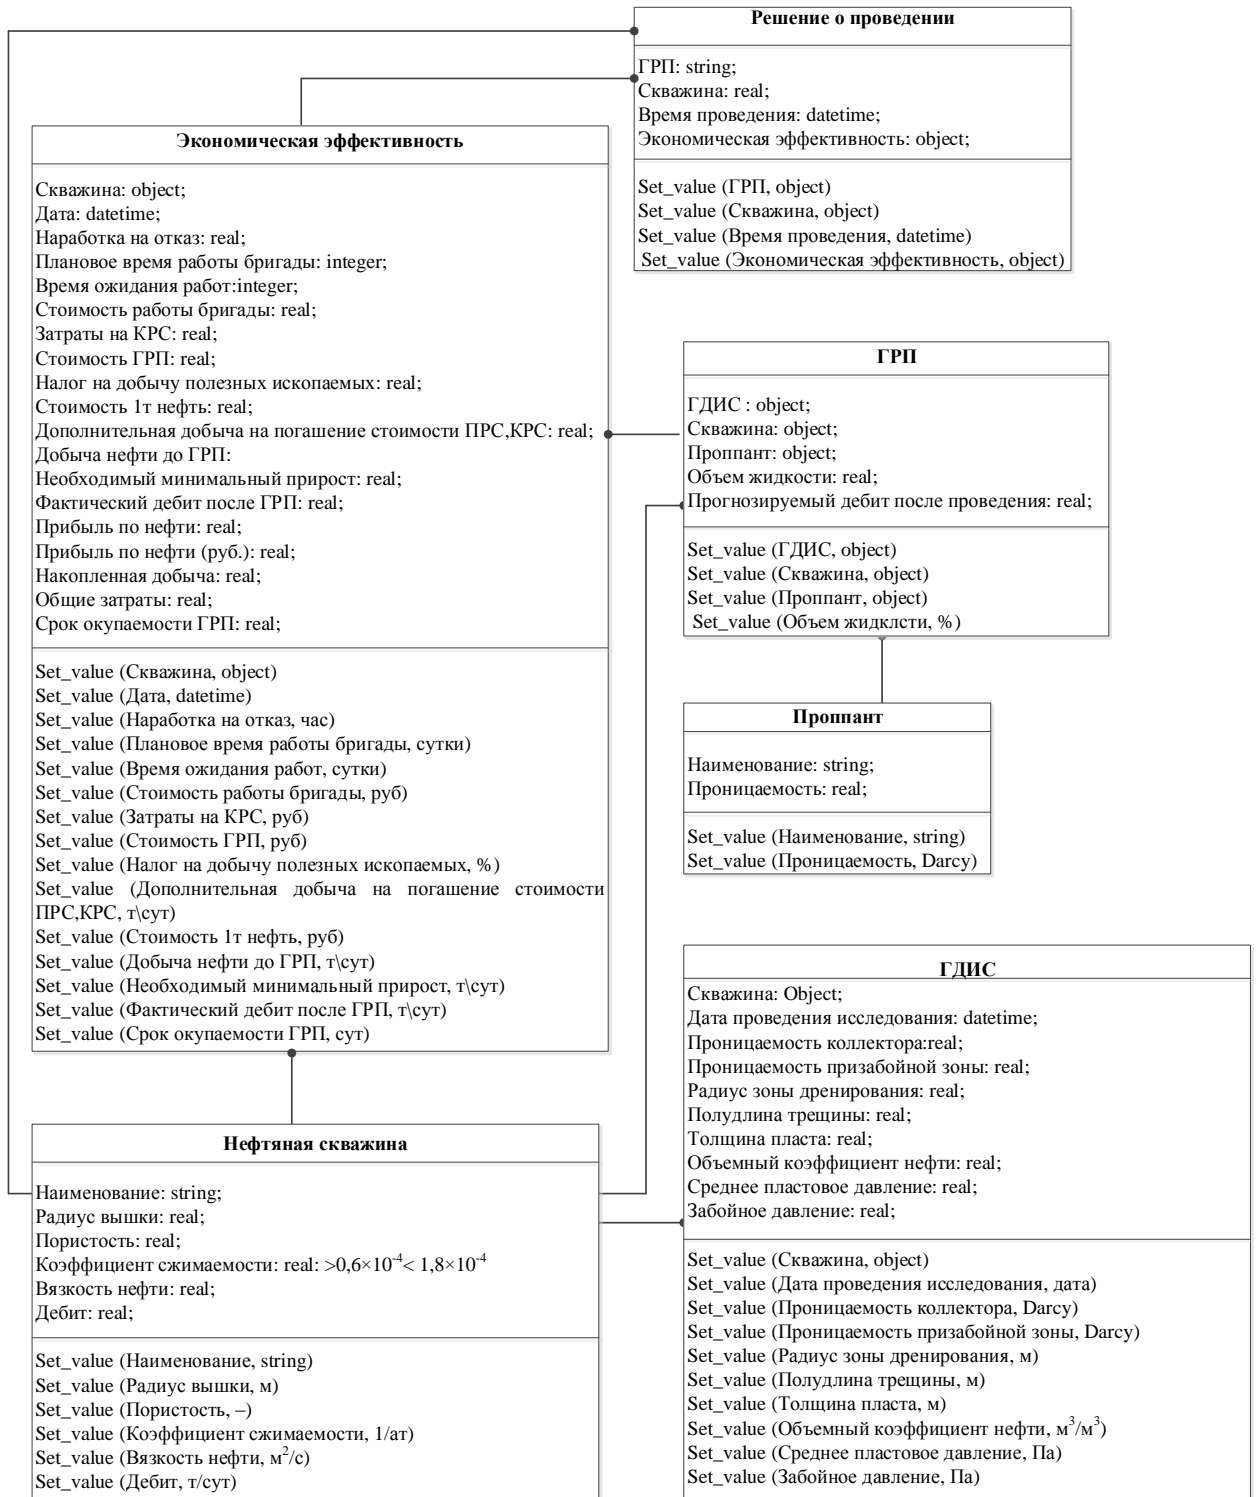 Решение о проведении
ГРП: string;
Скважина: real;
Время проведения: datetime;
Экономическая эффективность: object;
Set_value (ГРП, object)
Set_value (Скважина, object)
Set_value (Время проведения, datetime)
Set_value (Экономическая эффективность, object)
Экономическая эффективность
Скважина: object;
Дата: datetime;
Наработка на отказ: real;
Плановое время работы бригады: integer;
Время ожидания работ:integer;
Стоимость работы бригады: real;
Затраты на КРС: real;
Стоимость ГРП: real;
Налог на добычу полезных ископаемых: real;
Стоимость 1т нефть: real;
Дополнительная добыча на погашение стоимости ПРС,КРС: real;
Добыча нефти до ГРП:
Необходимый минимальный прирост: real;
Фактический дебит после ГРП: real;
Прибыль по нефти: real;
Прибыль по нефти (руб.): real;
Накопленная добыча: real;
Общие затраты: real;
Срок окупаемости ГРП: real;
Set_value (Скважина, object)
Set_value (Дата, datetime)
Set_value (Наработка на отказ, час)
Set_value (Плановое время работы бригады, сутки)
Set_value (Время ожидания работ, сутки)
Set_value (Стоимость работы бригады, руб)
Set_value (Затраты на КРС, руб)
Set_value (Стоимость ГРП, руб)
Set_value (Налог на добычу полезных ископаемых, %)
Set_value (Дополнительная добыча на погашение стоимости
ПРС,КРС, т\сут)
Set_value (Стоимость 1т нефть, руб)
Set_value (Добыча нефти до ГРП, т\сут)
Set_value (Необходимый минимальный прирост, т\сут)
Set_value (Фактический дебит после ГРП, т\сут)
Set_value (Срок окупаемости ГРП, сут)
ГРП
ГДИС : object;
Скважина: object;
Проппант: object;
Объем жидкости: real;
Прогнозируемый дебит после проведения: real;
Set_value (ГДИС, object)
Set_value (Скважина, object)
Set_value (Проппант, object)
Set_value (Объем жидклсти, %)
Проппант
Наименование: string;
Проницаемость: real;
Set_value (Наименование, string)
Set_value (Проницаемость, Darcy)
Нефтяная скважина
Наименование: string;
Радиус вышки: real;
Пористость: real;
Коэффициент сжимаемости: real: >0,6×10⁻⁴< 1,8×10⁻⁴
Вязкость нефти: real;
Дебит: real;
Set_value (Наименование, string)
Set_value (Радиус вышки, м)
Set_value (Пористость, –)
Set_value (Коэффициент сжимаемости, 1/ат)
Set_value (Вязкость нефти, м²/с)
Set_value (Дебит, т/сут)
ГДИС
Скважина: Object;
Дата проведения исследования: datetime;
Проницаемость коллектора:real;
Проницаемость призабойной зоны: real;
Радиус зоны дренирования: real;
Полудлина трещины: real;
Толщина пласта: real;
Объемный коэффициент нефти: real;
Среднее пластовое давление: real;
Забойное давление: real;
Set_value (Скважина, object)
Set_value (Дата проведения исследования, дата)
Set_value (Проницаемость коллектора, Darcy)
Set_value (Проницаемость призабойной зоны, Darcy)
Set_value (Радиус зоны дренирования, м)
Set_value (Полудлина трещины, м)
Set_value (Толщина пласта, м)
Set_value (Объемный коэффициент нефти, м³/м³)
Set_value (Среднее пластовое давление, Па)
Set_value (Забойное давление, Па)